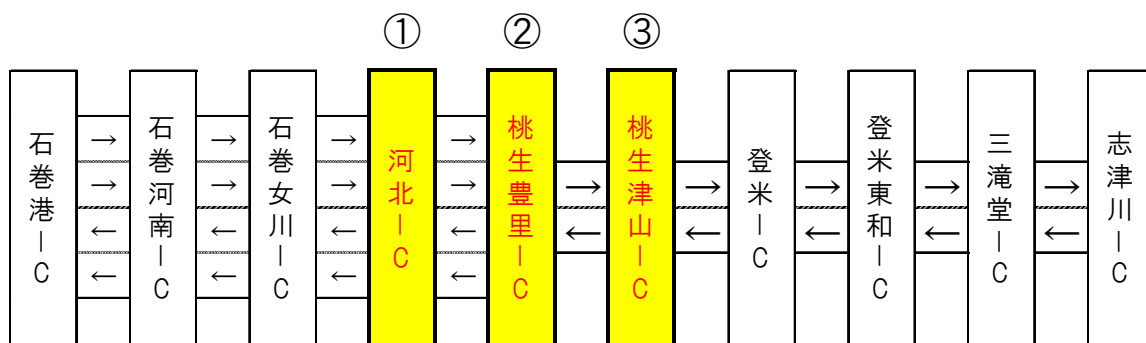 ① ② ③
石巻港IC
石巻河南IC
石巻女川IC
河北IC
桃生豊里IC
桃生津山IC
登米IC
登米東和IC
三滝堂IC
志津川IC
→ → → →
→ → → → → → → → →
← ← ← ← ← ← ← ← ←
← ← ← ←